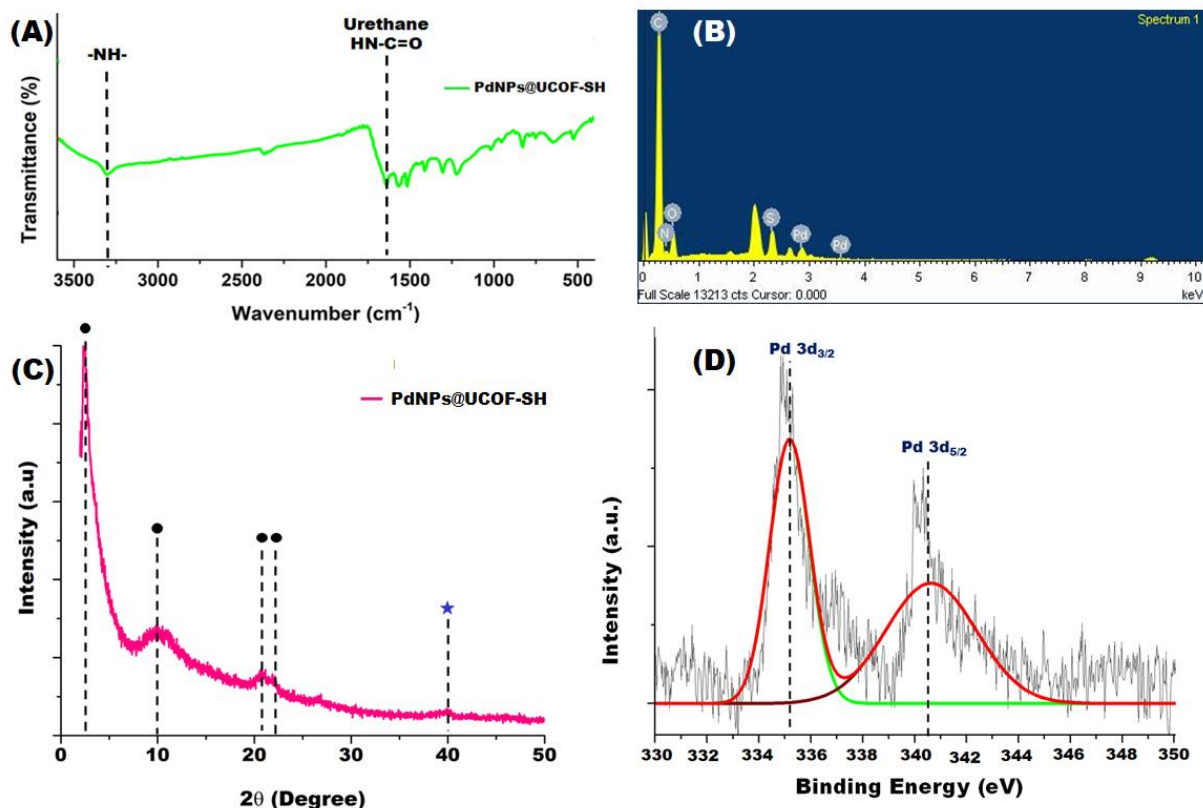 (A)
-NH-
Urethane
HN-C=O
PdNPs@UCOF-SH
Transmittance (%)
3500 3000 2500 2000 1500 1000 500
Wavenumber (cm-1)
(B)
Spectrum 1
C
O
N
S
Pd
Pd
0 1 2 3 4 5 6 7 8 9 10
Full Scale 13213 cts Cursor: 0.000
keV
(C)
PdNPs@UCOF-SH
Intensity (a.u)
0 10 20 30 40 50
2θ (Degree)
(D)
Pd 3d3/2
Pd 3d5/2
Intensity (a.u.)
330 332 334 335 336 338 340 342 344 346 348 350
Binding Energy (eV)